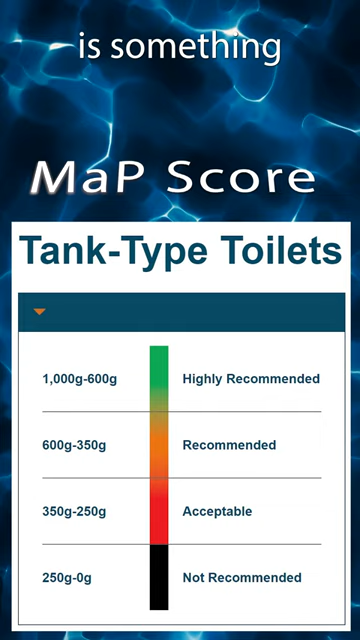 is something
MaP Score
Tank-Type Toilets
1,000g-600g Highly Recommended
600g-350g Recommended
350g-250g Acceptable
250g-0g Not Recommended